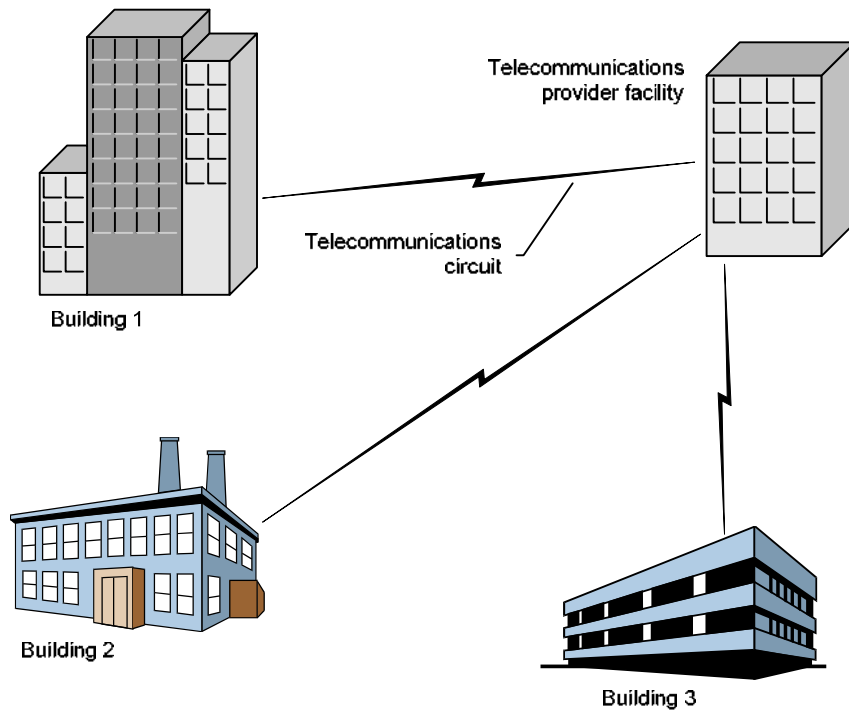 Telecommunications
provider facility
Telecommunications
circuit
Building 1
Building 2
Building 3